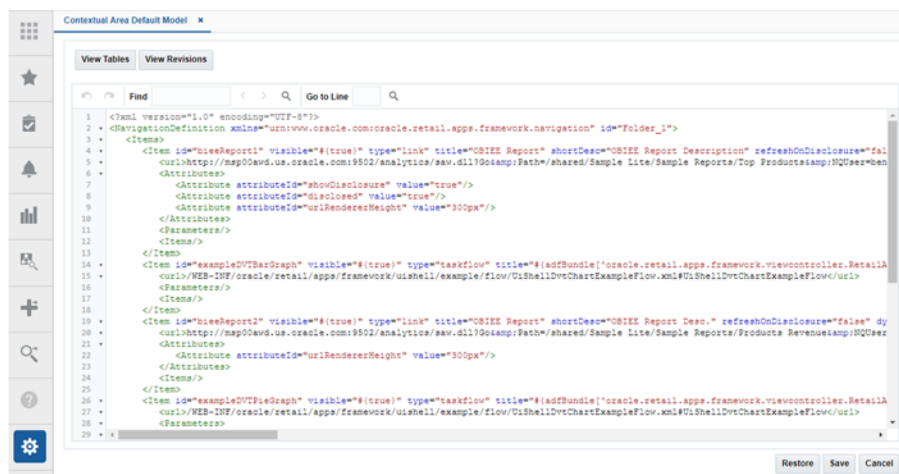 Contextual Area Default Model ×
View Tables View Revisions
Find Go to Line
1 <?xml version="1.0" encoding="UTF-8"?>
2 <NavigationDefinition xmlns="urn:www.oracle.com:oracle.retail.apps.framework.navigation" id="Folder_1">
3 <Items>
4 <Item id="bieeReport1" visible="#{true}" type="link" title="OBIEE Report" shortDesc="OBIEE Report Description" refreshOnDisclosure="fal
5 <url>http://msp00awd.us.oracle.com:9502/analytics/saw.dll?Go&amp;Path=/shared/Sample Lite/Sample Reports/Top Products&amp;NQUser=ben
6 <Attributes>
7 <Attribute attributeId="showDisclosure" value="true"/>
8 <Attribute attributeId="disclosed" value="true"/>
9 <Attribute attributeId="urlRendererHeight" value="300px"/>
10 </Attributes>
11 <Parameters/>
12 <Items/>
13 </Item>
14 <Item id="exampleDVTBarGraph" visible="#{true}" type="taskflow" title="#{adfBundle['oracle.retail.apps.framework.viewcontroller.RetailA
15 <url>/WEB-INF/oracle/retail/apps/framework/uishell/example/flow/UiShellDvtChartExampleFlow.xml#UiShellDvtChartExampleFlow</url>
16 <Parameters/>
17 <Items/>
18 </Item>
19 <Item id="bieeReport2" visible="#{true}" type="link" title="OBIEE Report" shortDesc="OBIEE Report Desc." refreshOnDisclosure="false" dy
20 <url>http://msp00awd.us.oracle.com:9502/analytics/saw.dll?Go&amp;Path=/shared/Sample Lite/Sample Reports/Products Revenue&amp;NQUser
21 <Attributes>
22 <Attribute attributeId="urlRendererHeight" value="300px"/>
23 </Attributes>
24 <Items/>
25 </Item>
26 <Item id="exampleDVTPieGraph" visible="#{true}" type="taskflow" title="#{adfBundle['oracle.retail.apps.framework.viewcontroller.RetailA
27 <url>/WEB-INF/oracle/retail/apps/framework/uishell/example/flow/UiShellDvtChartExampleFlow.xml#UiShellDvtChartExampleFlow</url>
28 <Parameters>
29
Restore Save Cancel